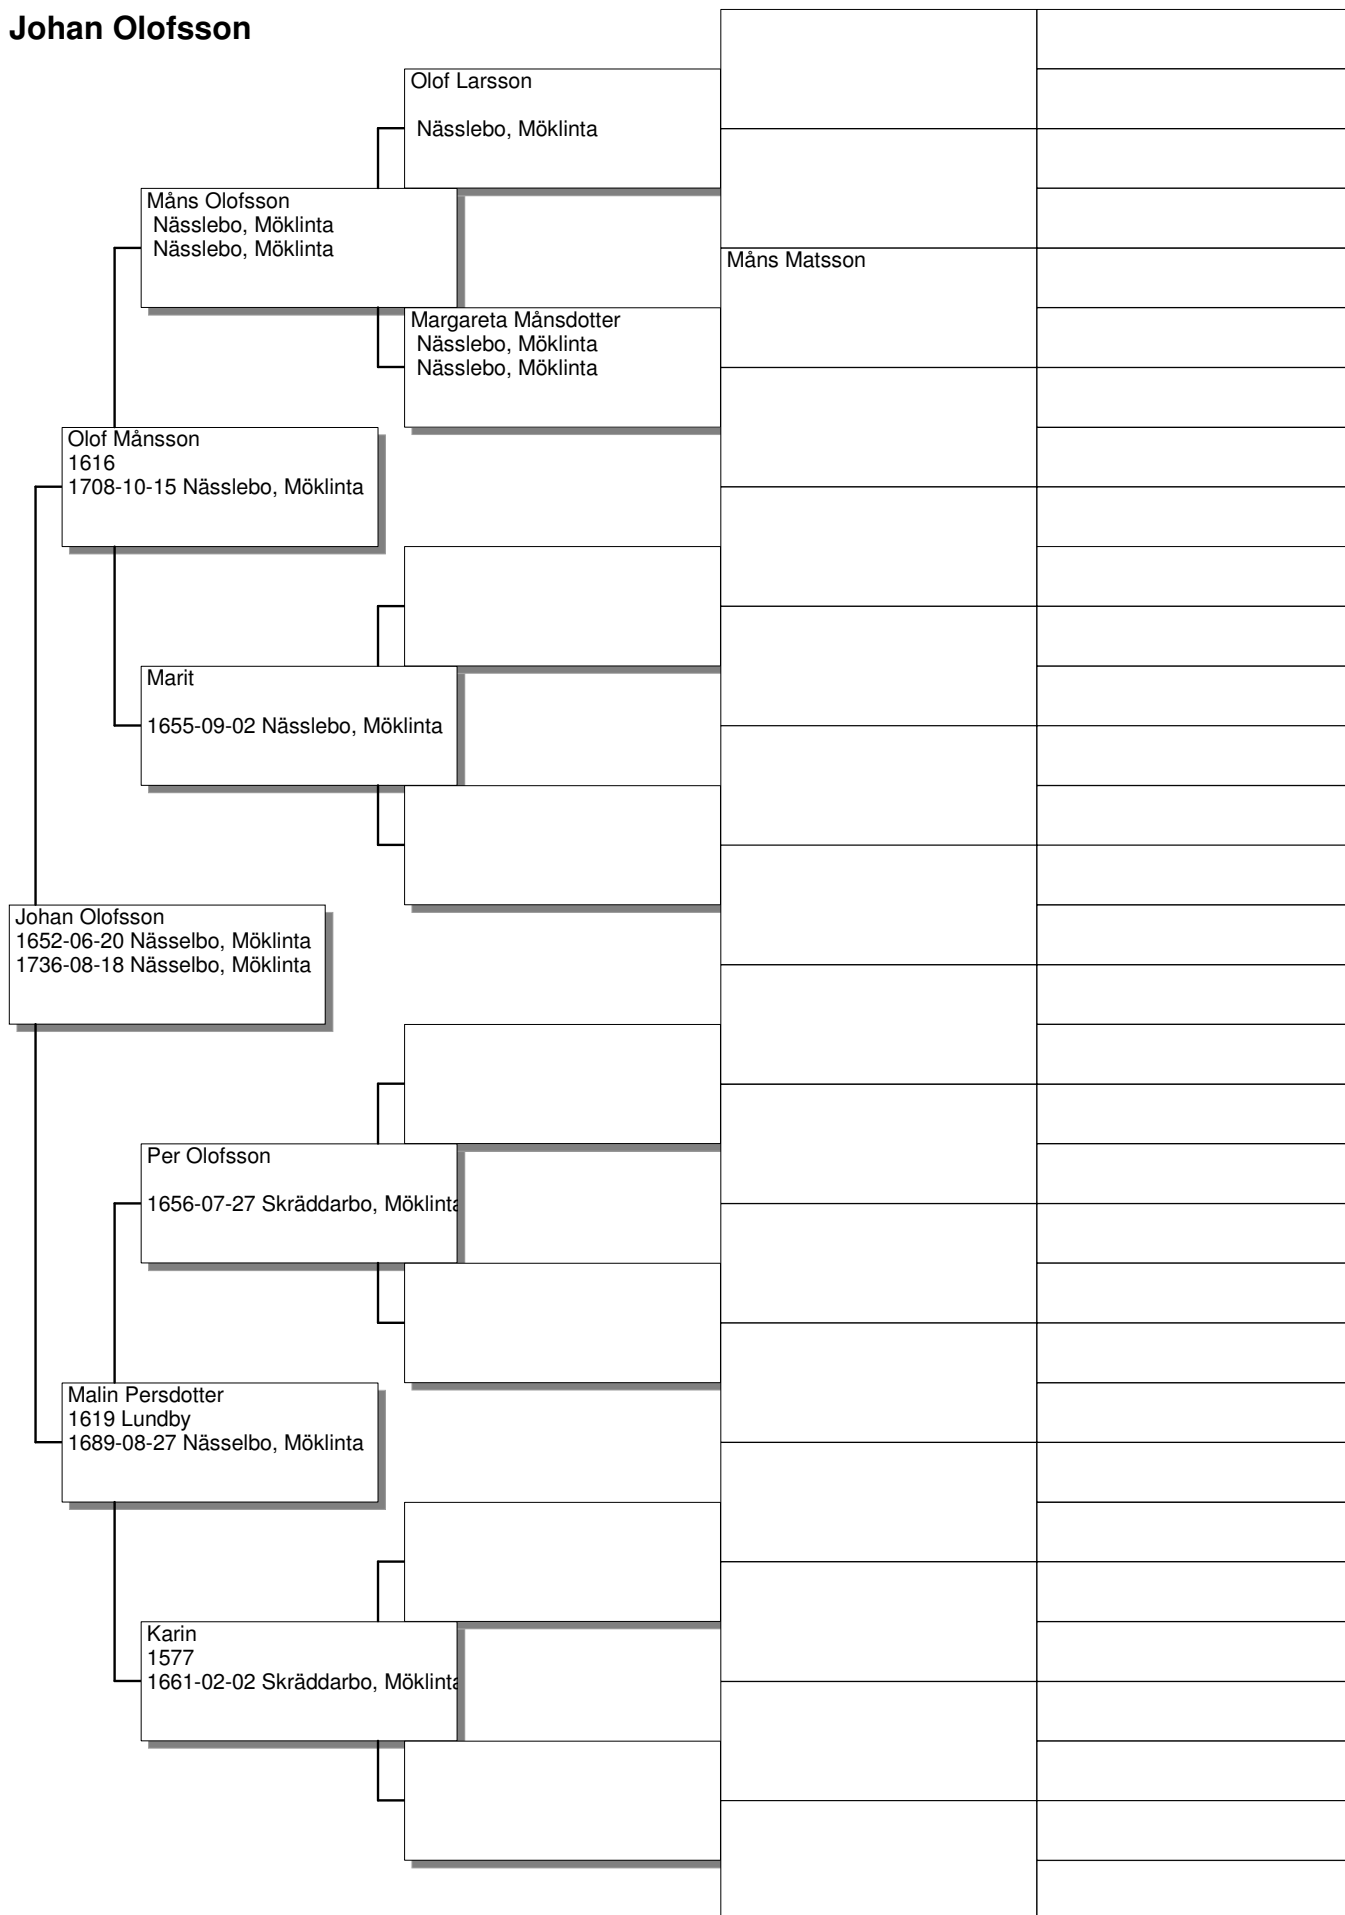 Johan Olofsson
Olof Larsson
Nässlebo, Möklinta
Måns Olofsson
Nässlebo, Möklinta
Nässlebo, Möklinta
Måns Matsson
Margareta Månsdotter
Nässlebo, Möklinta
Nässlebo, Möklinta
Olof Månsson
1616
1708-10-15 Nässlebo, Möklinta
Marit
1655-09-02 Nässlebo, Möklinta
Johan Olofsson
1652-06-20 Nässelbo, Möklinta
1736-08-18 Nässelbo, Möklinta
Per Olofsson
1656-07-27 Skräddarbo, Möklinta
Malin Persdotter
1619 Lundby
1689-08-27 Nässelbo, Möklinta
Karin
1577
1661-02-02 Skräddarbo, Möklinta